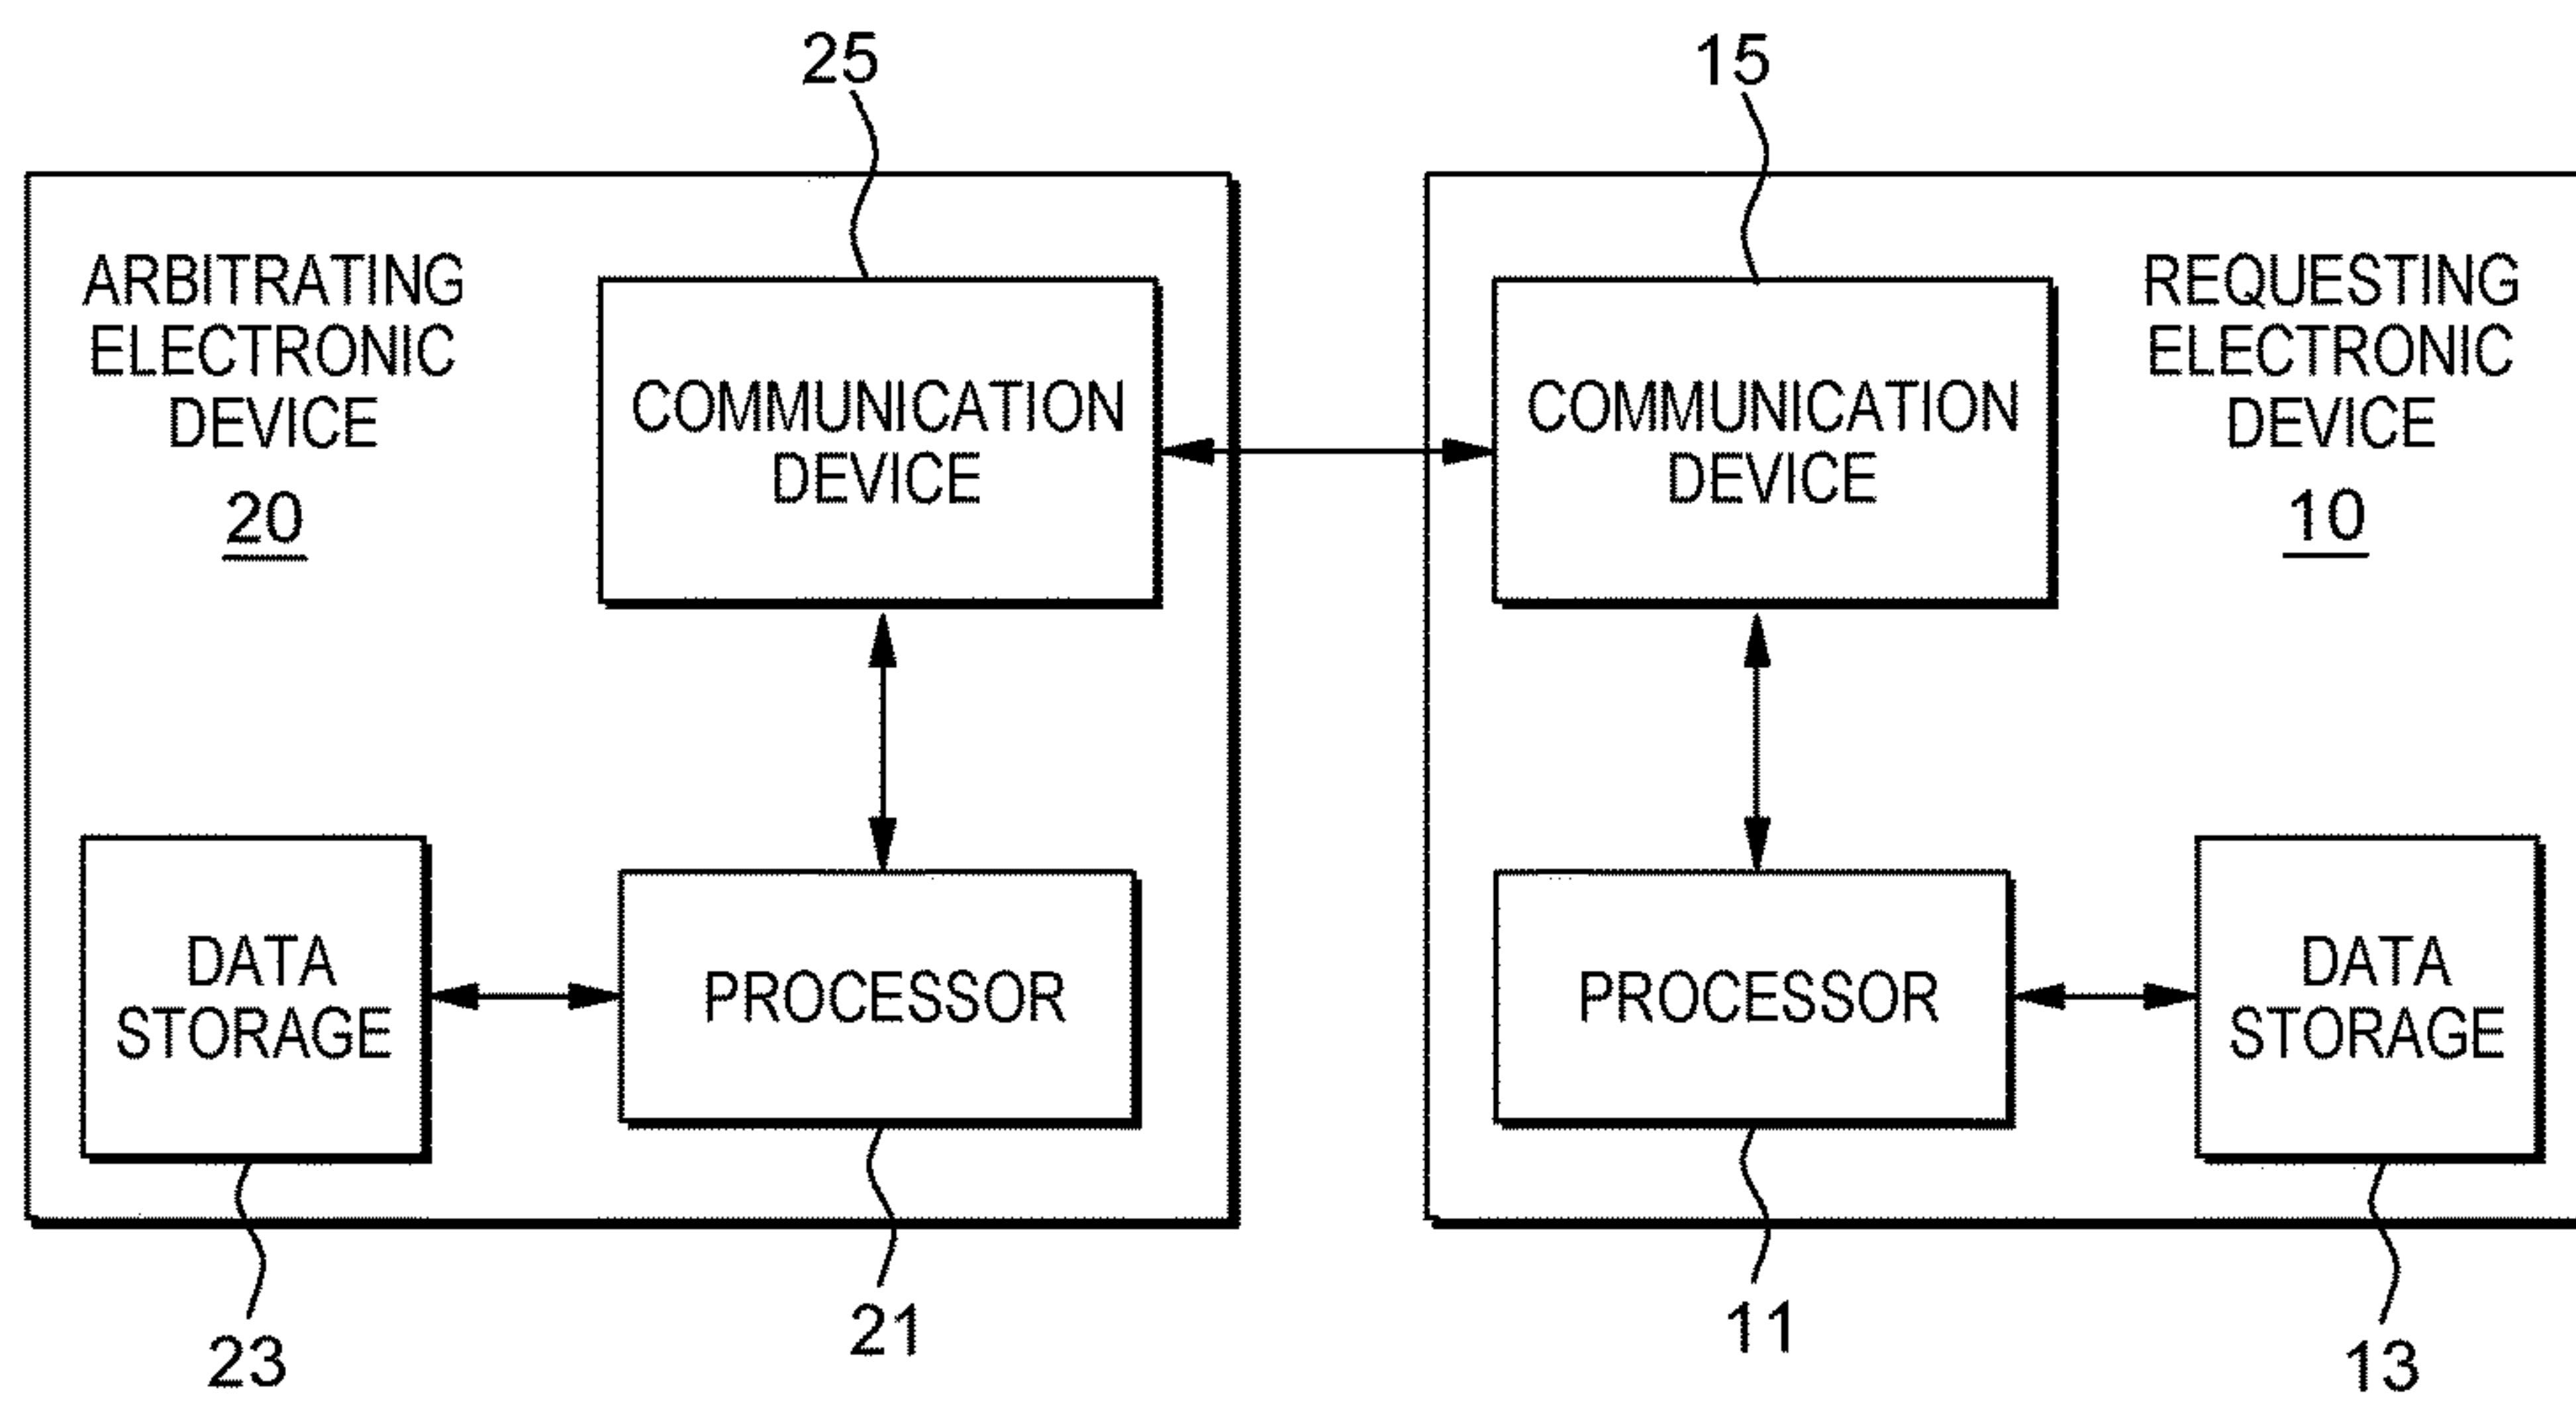 25
15
ARBITRATING
ELECTRONIC
DEVICE
20
COMMUNICATION
DEVICE
COMMUNICATION
DEVICE
REQUESTING
ELECTRONIC
DEVICE
10
DATA
STORAGE
PROCESSOR
PROCESSOR
DATA
STORAGE
23
21
11
13